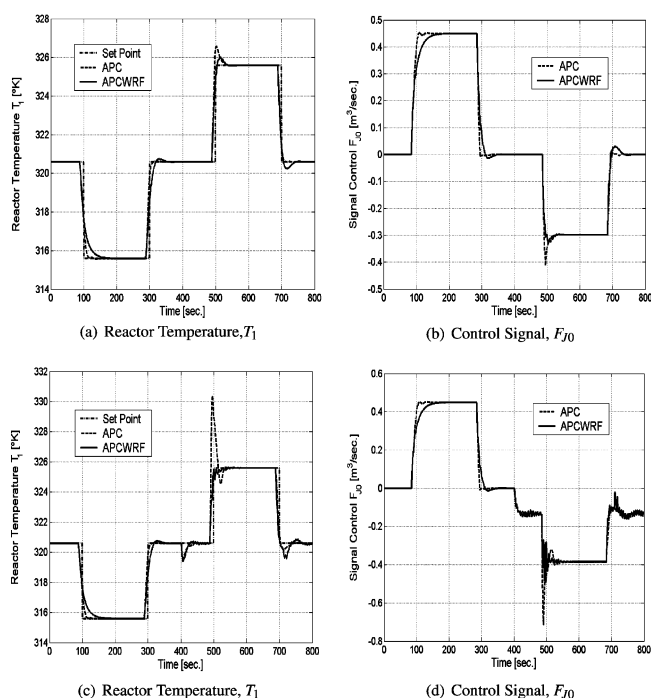 328
326
324
322
320
318
316
314
Reactor Temperature T1 [°K]
Set Point
APC
APCWRF
0 100 200 300 400 500 600 700 800
Time [sec.]
(a) Reactor Temperature,T1
0.5
0.4
0.3
0.2
0.1
0
-0.1
-0.2
-0.3
-0.4
-0.5
Signal Control FJO [m3/sec.]
APC
APCWRF
0 100 200 300 400 500 600 700 800
Time [sec.]
(b) Control Signal, FJ0
332
330
328
326
324
322
320
318
316
314
Reactor Temperature T1 [°K]
Set Point
APC
APCWRF
0 100 200 300 400 500 600 700 800
Time [sec.]
(c) Reactor Temperature, T1
0.6
0.4
0.2
0
-0.2
-0.4
-0.6
-0.8
Signal Control FJO [m3/sec.]
APC
APCWRF
0 100 200 300 400 500 600 700 800
Time [sec.]
(d) Control Signal, FJ0